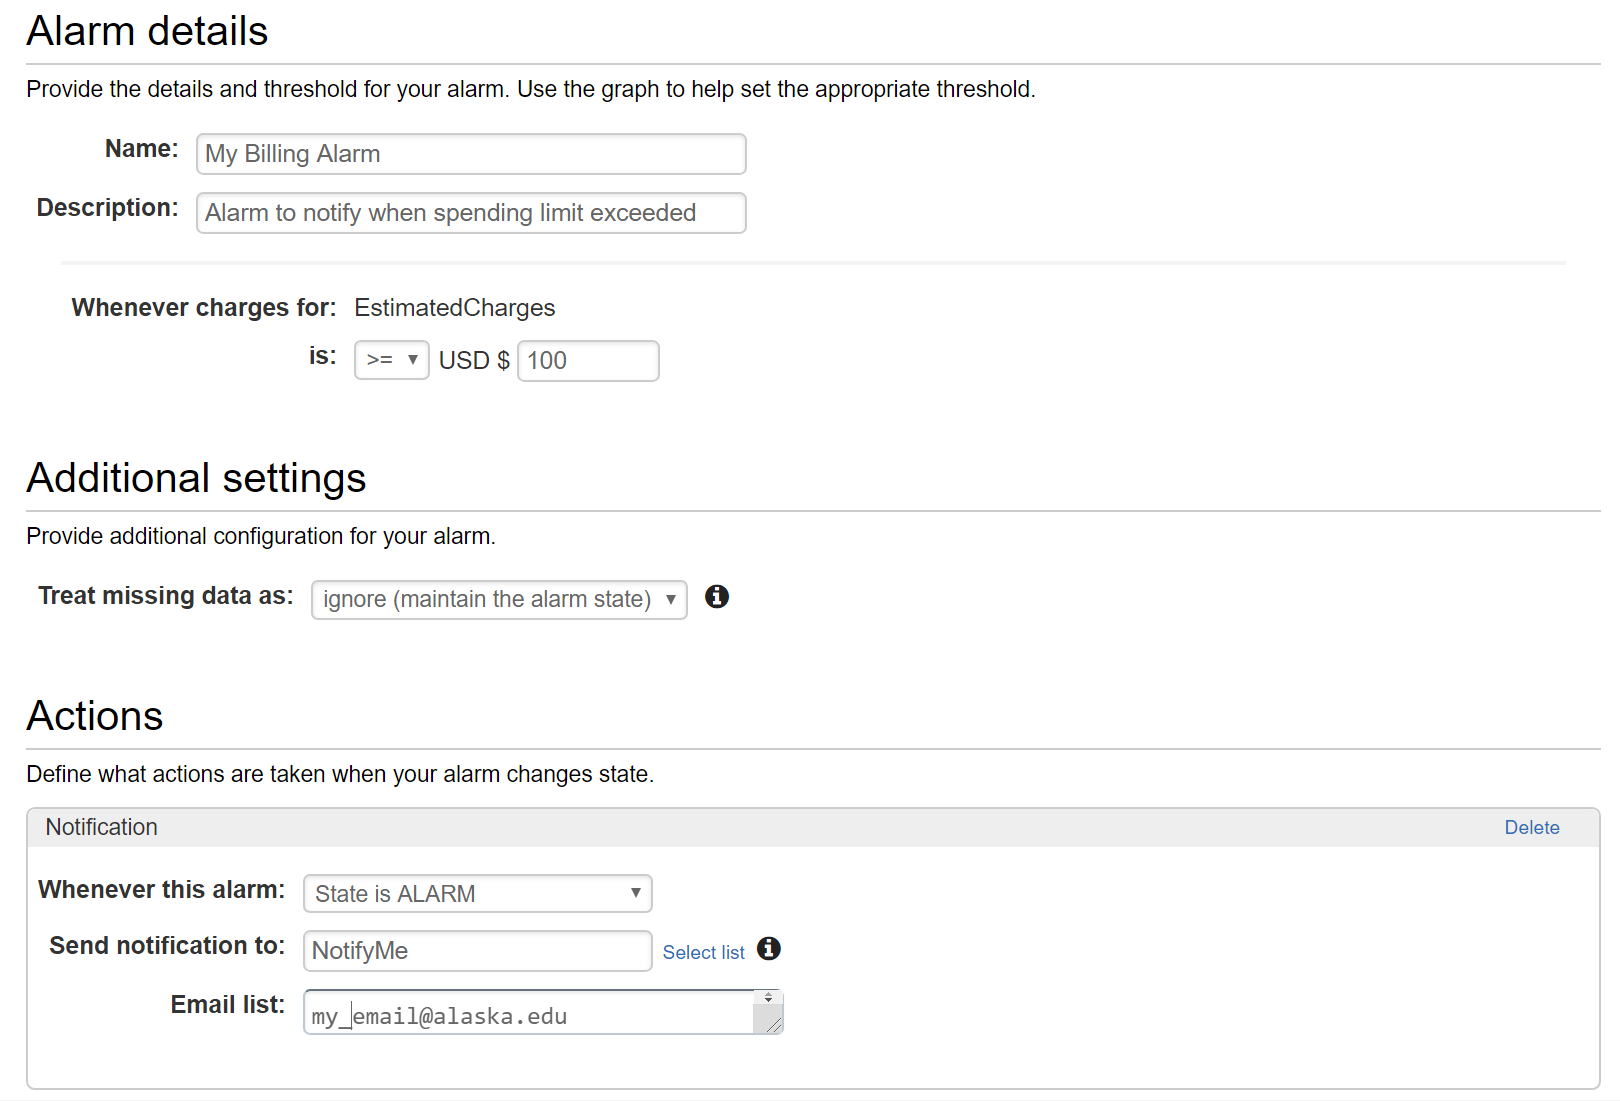 Alarm details
Provide the details and threshold for your alarm. Use the graph to help set the appropriate threshold.
Name: My Billing Alarm
Description: Alarm to notify when spending limit exceeded
Whenever charges for: EstimatedCharges
is: >= USD $ 100
Additional settings
Provide additional configuration for your alarm.
Treat missing data as: ignore (maintain the alarm state)
Actions
Define what actions are taken when your alarm changes state.
Notification Delete
Whenever this alarm: State is ALARM
Send notification to: NotifyMe Select list
Email list: my_email@alaska.edu